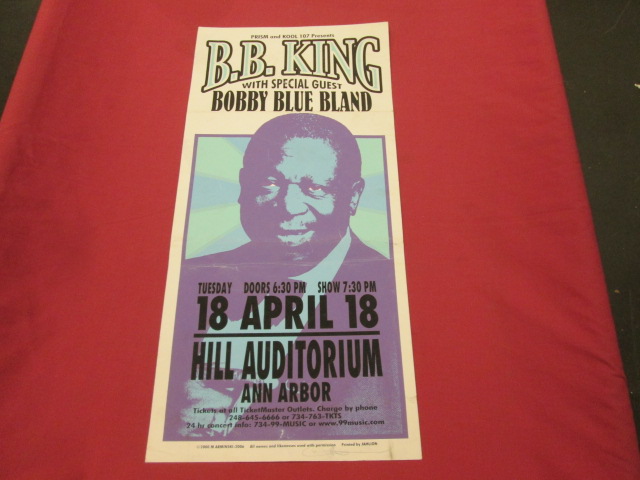 PRISM and KOOL 107 Presents
B.B. KING
WITH SPECIAL GUEST
BOBBY BLUE BLAND
TUESDAY DOORS 6:30 PM SHOW 7:30 PM
18 APRIL 18
HILL AUDITORIUM
ANN ARBOR
Tickets at all TicketMaster Outlets. Charge by phone
248-645-6666 or 734-763-TKTS
24 hr concert info: 734-99-MUSIC or www.99music.com